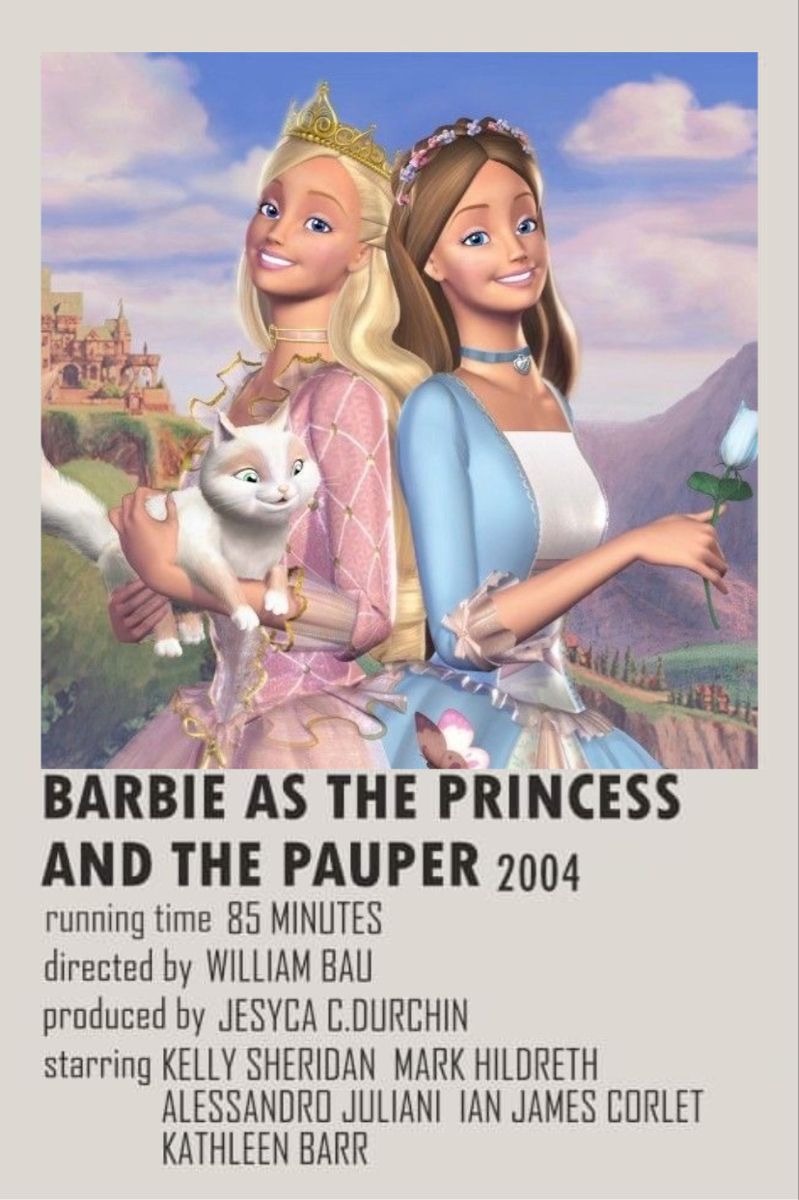 BARBIE AS THE PRINCESS
AND THE PAUPER 2004
running time 85 MINUTES
directed by WILLIAM BAU
produced by JESYCA C.DURCHIN
starring KELLY SHERIDAN MARK HILDRETH
ALESSANDRO JULIANI IAN JAMES CORLET
KATHLEEN BARR